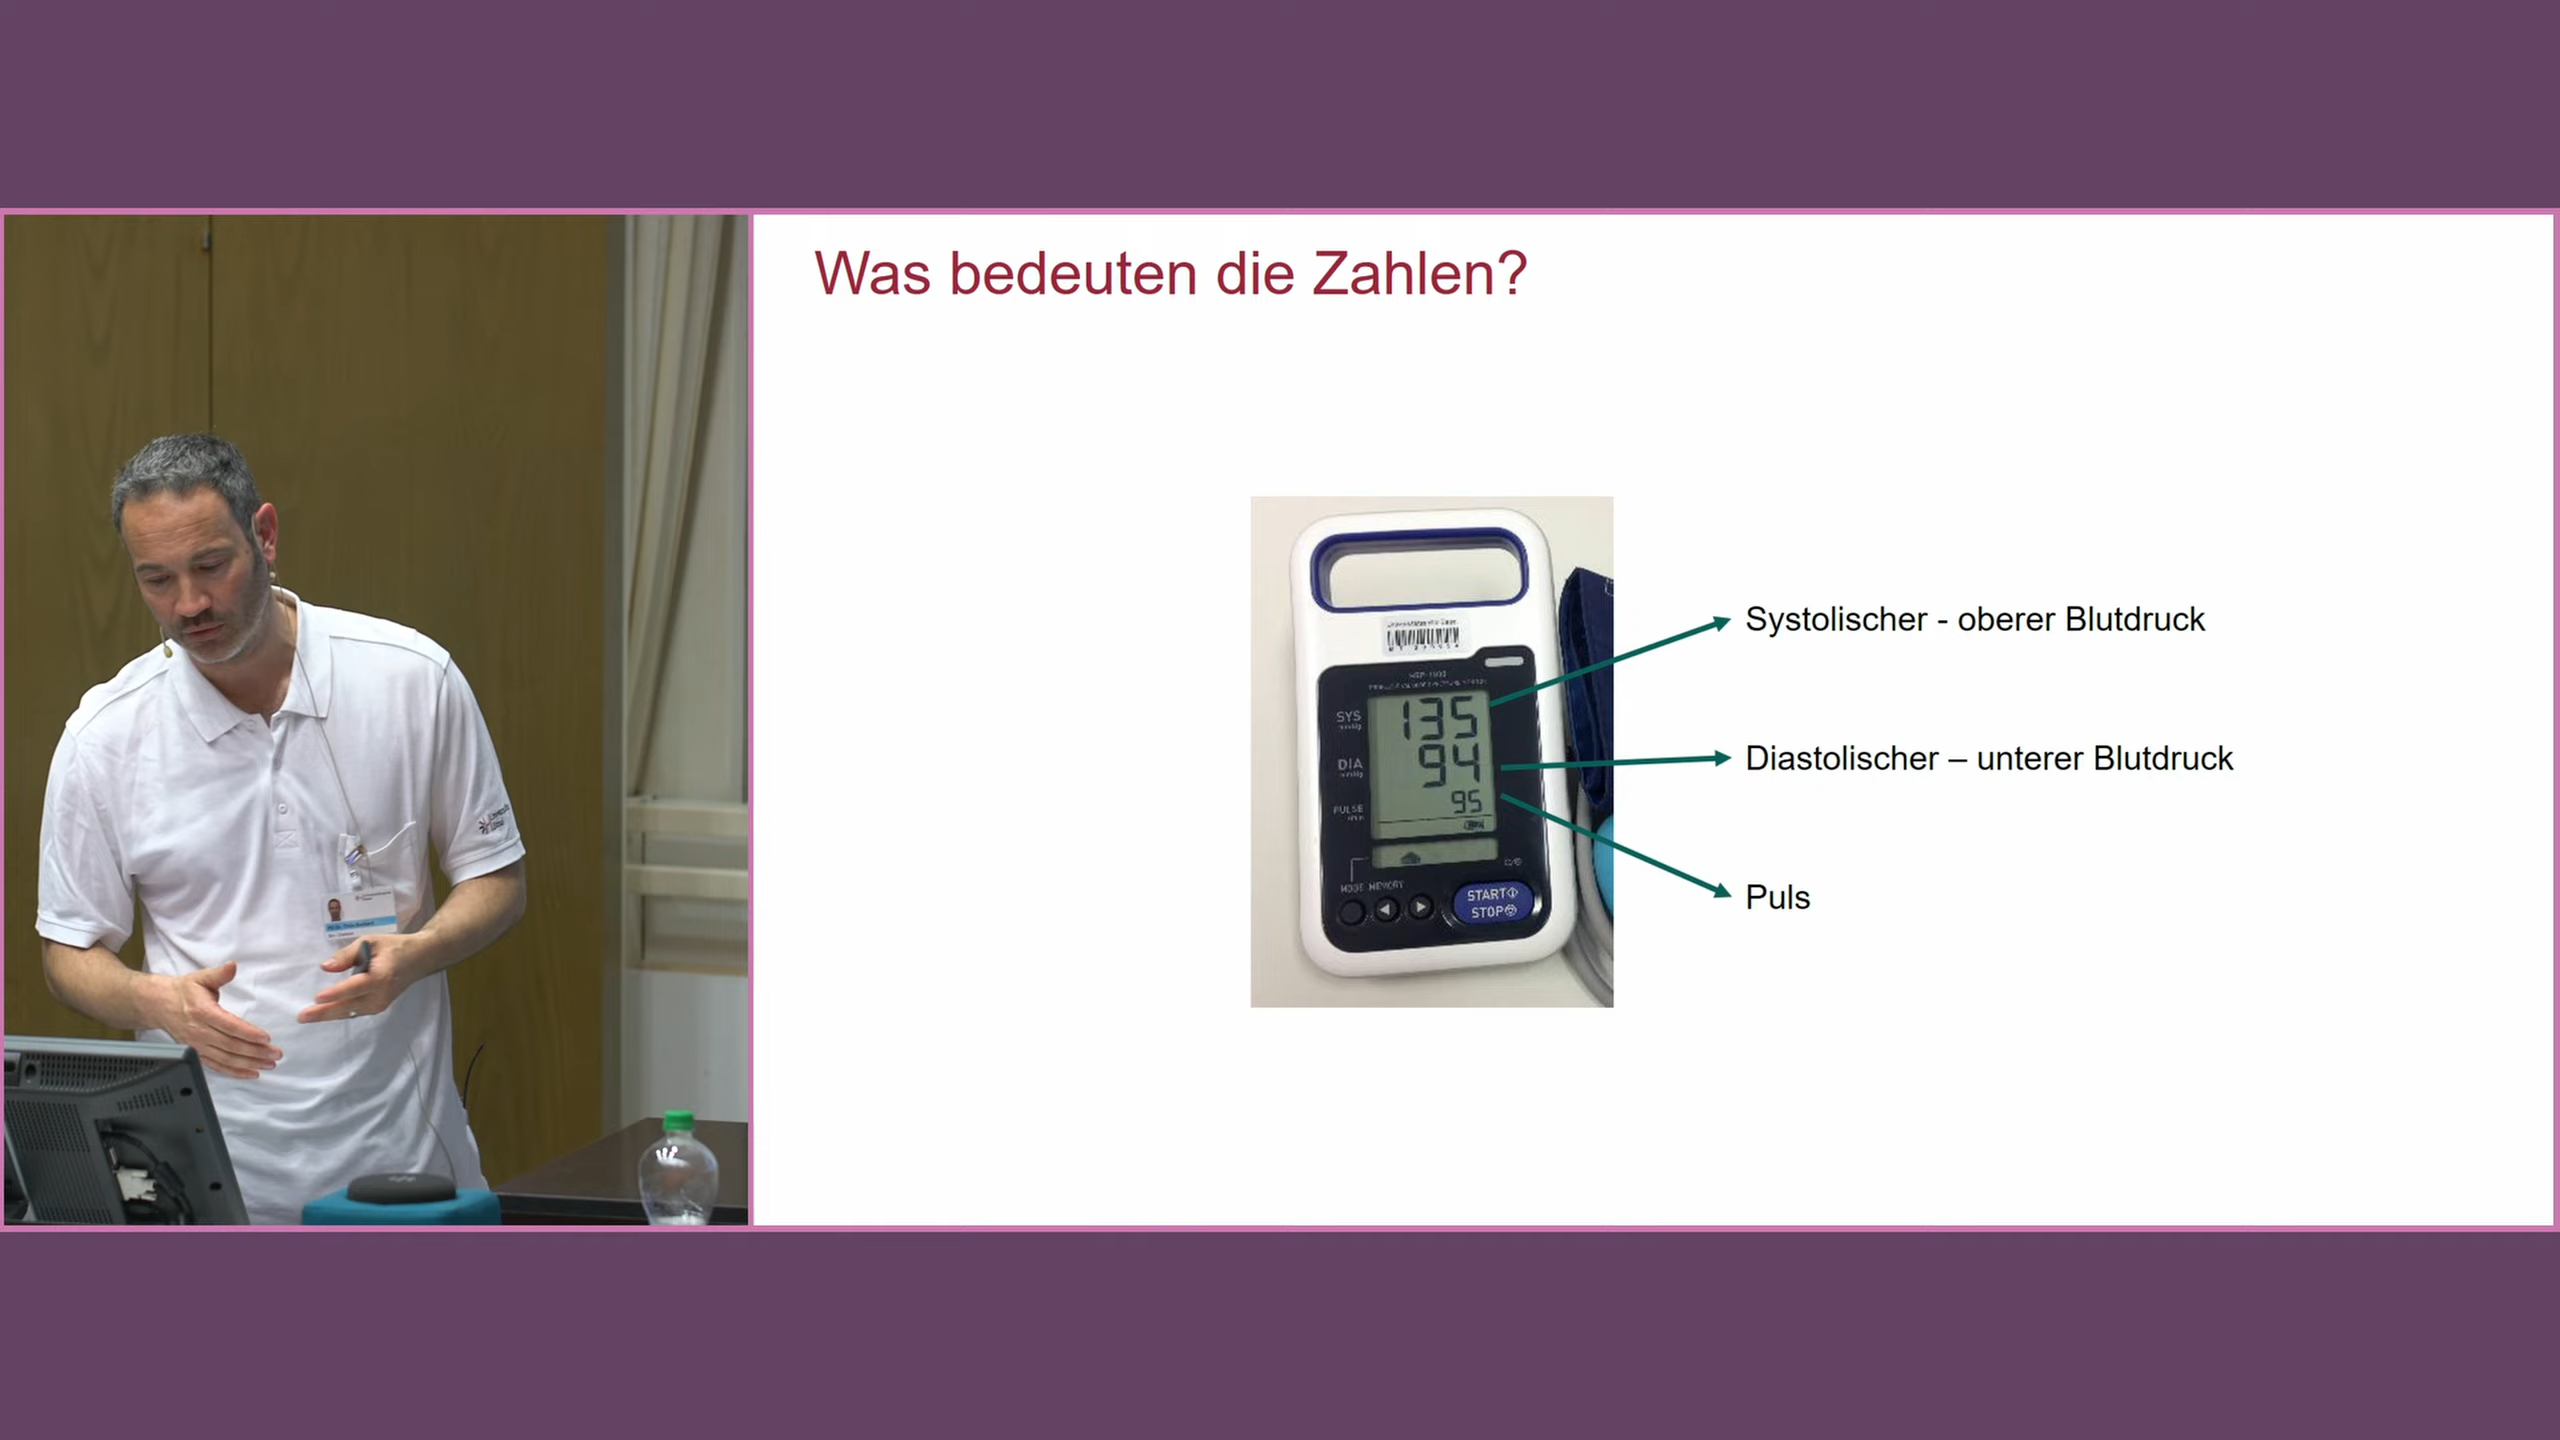 Was bedeuten die Zahlen?
Systolischer - oberer Blutdruck
Diastolischer – unterer Blutdruck
Puls
SYS
135
DIA
94
PULSE
95
MODE MEMORY
START
STOP